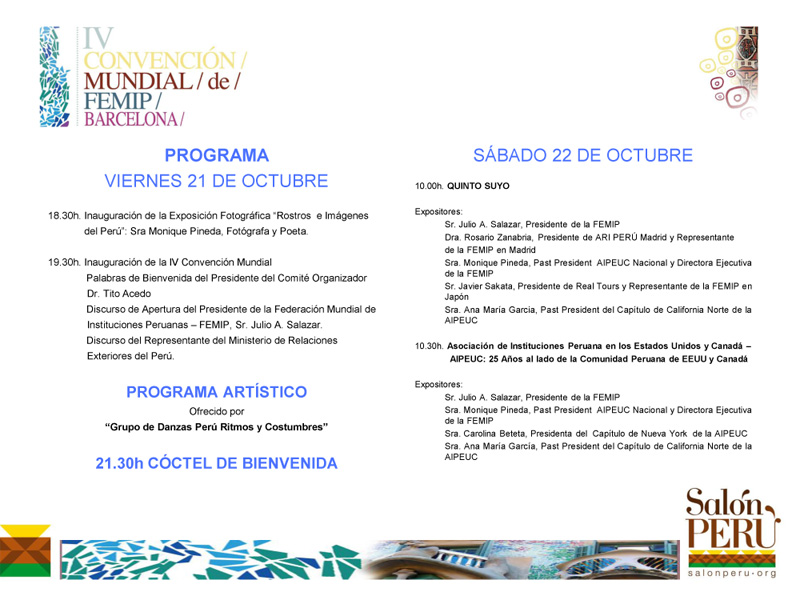 IV
CONVENCIÓN /
MUNDIAL / de /
FEMIP /
BARCELONA /
PROGRAMA
VIERNES 21 DE OCTUBRE
18.30h. Inauguración de la Exposición Fotográfica “Rostros e Imágenes
del Perú”: Sra Monique Pineda, Fotógrafa y Poeta.
19.30h. Inauguración de la IV Convención Mundial
Palabras de Bienvenida del Presidente del Comité Organizador
Dr. Tito Acedo
Discurso de Apertura del Presidente de la Federación Mundial de
Instituciones Peruanas – FEMIP, Sr. Julio A. Salazar.
Discurso del Representante del Ministerio de Relaciones
Exteriores del Perú.
PROGRAMA ARTÍSTICO
Ofrecido por
“Grupo de Danzas Perú Ritmos y Costumbres”
21.30h CÓCTEL DE BIENVENIDA
SÁBADO 22 DE OCTUBRE
10.00h. QUINTO SUYO
Expositores:
Sr. Julio A. Salazar, Presidente de la FEMIP
Dra. Rosario Zanabria, Presidente de ARI PERÚ Madrid y Representante
de la FEMIP en Madrid
Sra. Monique Pineda, Past President AIPEUC Nacional y Directora Ejecutiva
de la FEMIP
Sr. Javier Sakata, Presidente de Real Tours y Representante de la FEMIP en
Japón
Sra. Ana María García, Past President del Capítulo de California Norte de la
AIPEUC
10.30h. Asociación de Instituciones Peruana en los Estados Unidos y Canadá –
AIPEUC: 25 Años al lado de la Comunidad Peruana de EEUU y Canadá
Expositores:
Sr. Julio A. Salazar, Presidente de la FEMIP
Sra. Monique Pineda, Past President AIPEUC Nacional y Directora Ejecutiva
de la FEMIP
Sra. Carolina Beteta, Presidenta del Capítulo de Nueva York de la AIPEUC
Sra. Ana María García, Past President del Capítulo de California Norte de la
AIPEUC
Salón
PERÚ
salonperu.org